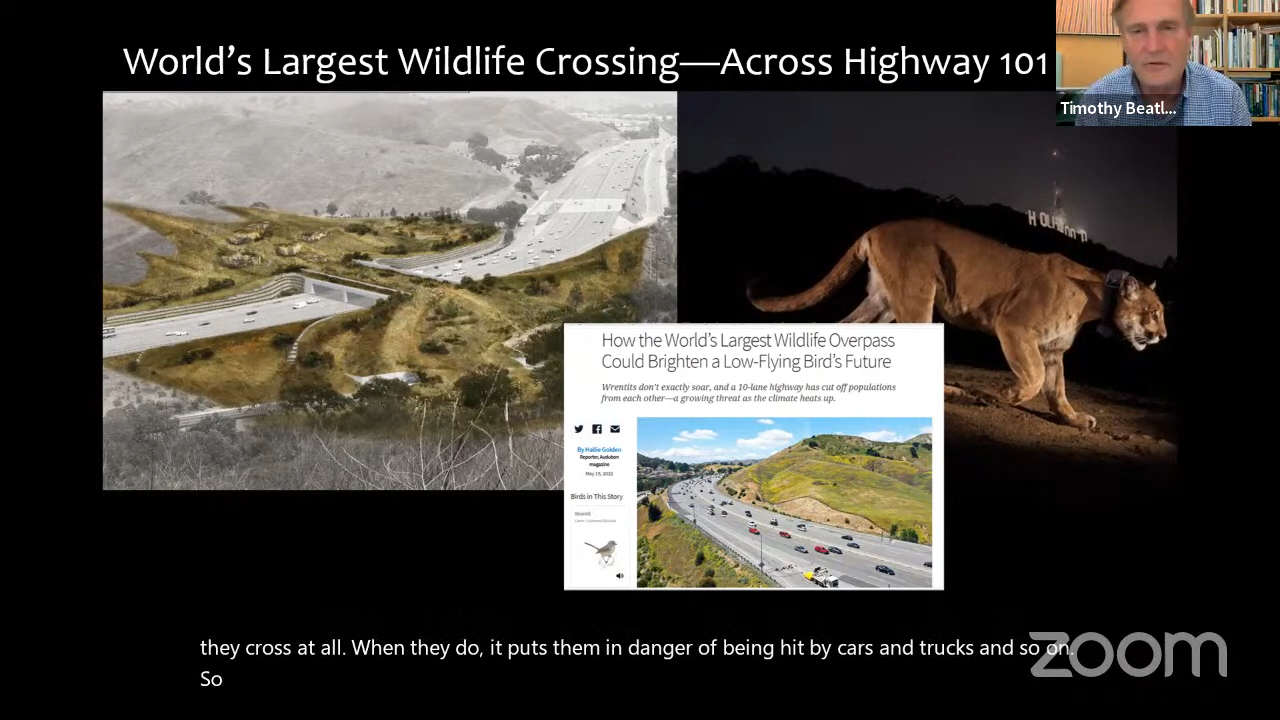 World's Largest Wildlife Crossing—Across Highway 101
Timothy Beatl...
HOLLYWOOD
How the World's Largest Wildlife Overpass
Could Brighten a Low-Flying Bird's Future
Wrentits don't exactly soar, and a 10-lane highway has cut off populations
from each other—a growing threat as the climate heats up.
By Hallie Golden
Reporter, Audubon
magazine
May 19, 2022
Birds in This Story
Wrentit
they cross at all. When they do, it puts them in danger of being hit by cars and trucks and so on.
So
zoom